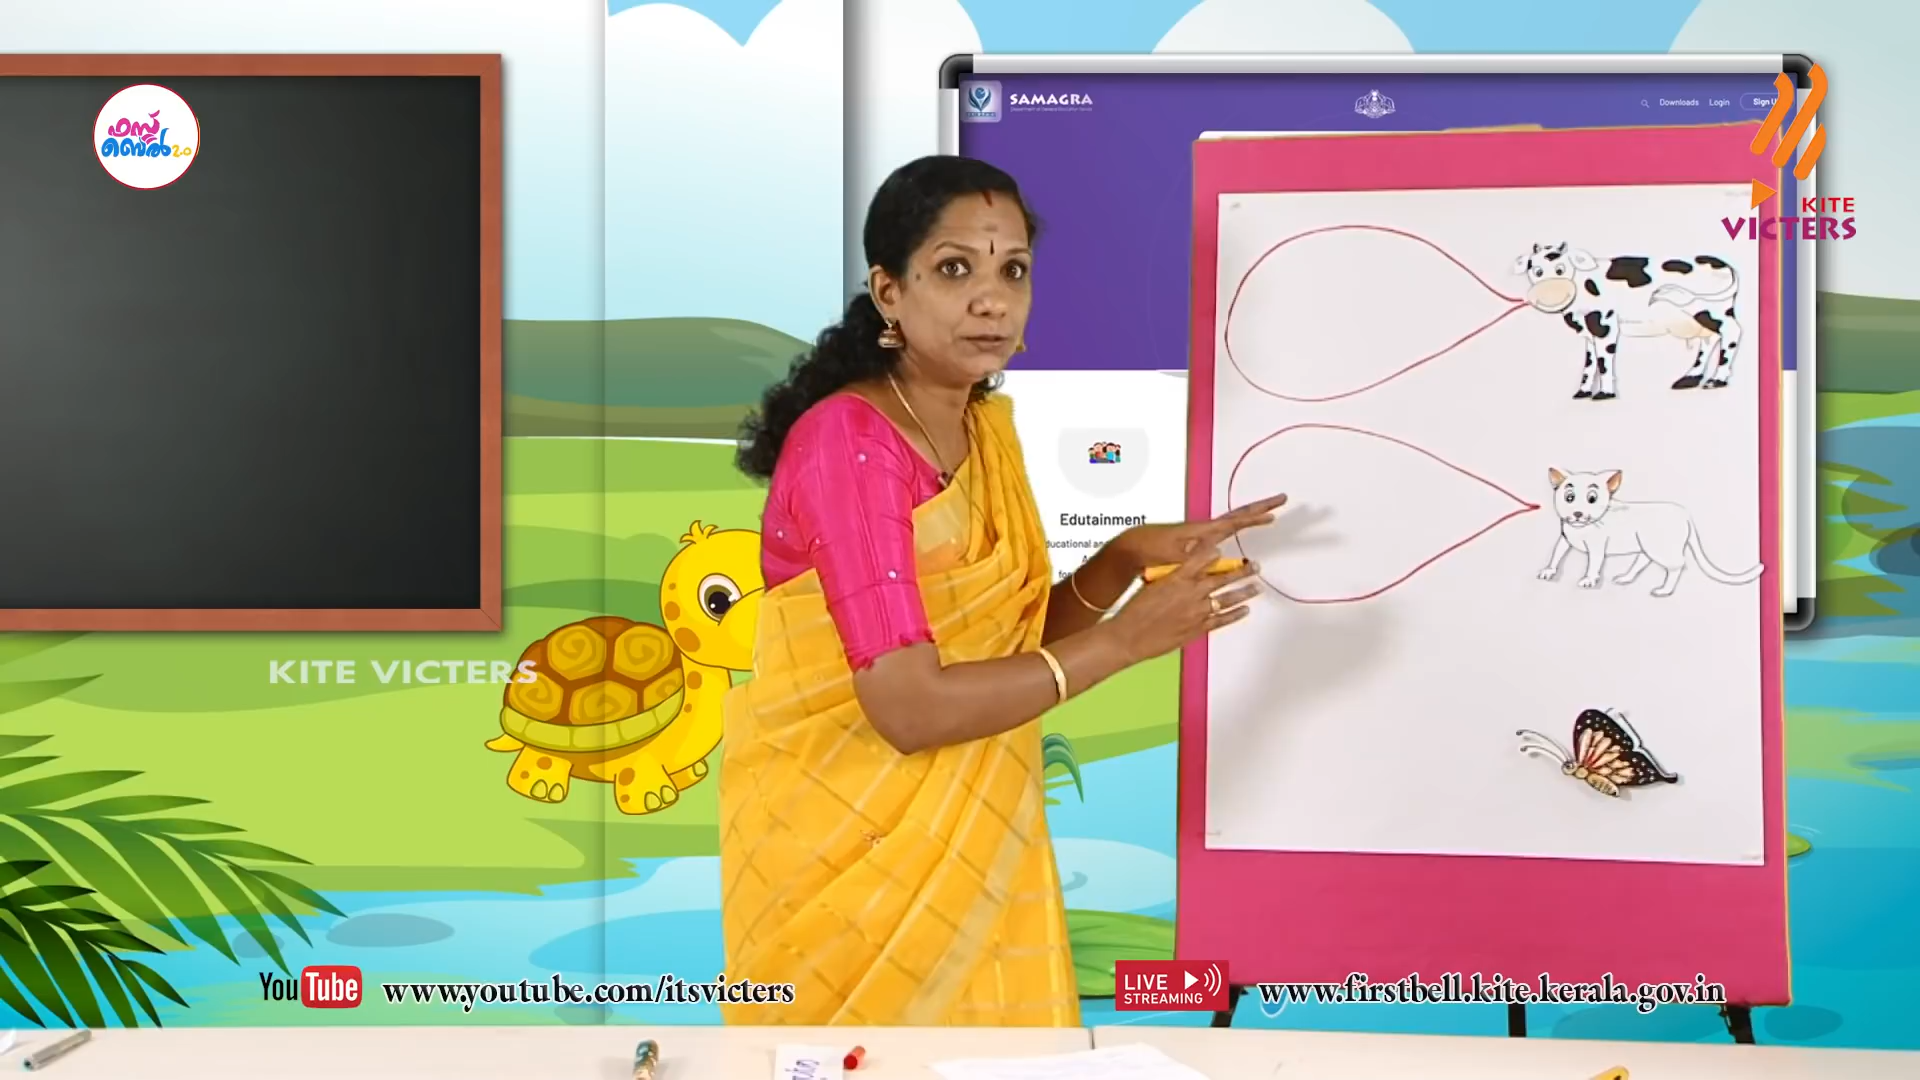 ഫസ്റ്റ്
ബെൽ 2.0
SAMAGRA
Downloads Login Sign U
KITE
VICTERS
Edutainment
KITE VICTERS
YouTube www.youtube.com/itsvicters
LIVE
STREAMING
www.firstbell.kite.kerala.gov.in